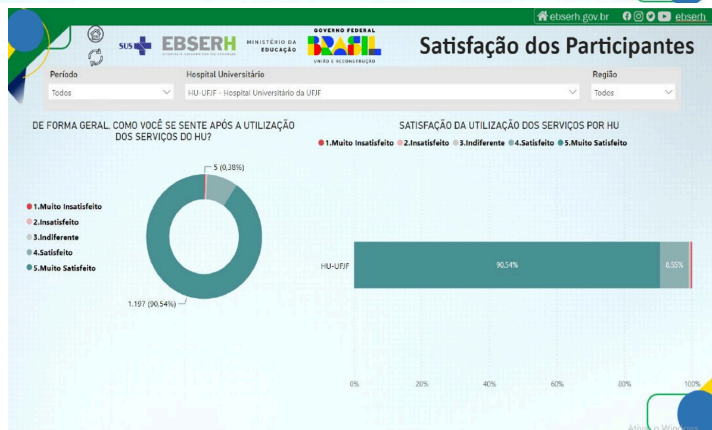 ebserh.gov.br ebserh
SUS EBSERH MINISTÉRIO DA EDUCAÇÃO
GOVERNO FEDERAL
BRASIL
UNIÃO E RECONSTRUÇÃO
Satisfação dos Participantes
Período Hospital Universitário Região
Todos HU-UFJF - Hospital Universitário da UFJF Todos
DE FORMA GERAL, COMO VOCÊ SE SENTE APÓS A UTILIZAÇÃO
DOS SERVIÇOS DO HU?
5 (0,38%)
1.Muito Insatisfeito
2.Insatisfeito
3.Indiferente
4.Satisfeito
5.Muito Satisfeito
1.197 (90,54%)
SATISFAÇÃO DA UTILIZAÇÃO DOS SERVIÇOS POR HU
1.Muito Insatisfeito 2.Insatisfeito 3.Indiferente 4.Satisfeito 5.Muito Satisfeito
HU-UFJF 90,54% 8,55%
0% 20% 40% 60% 80% 100%